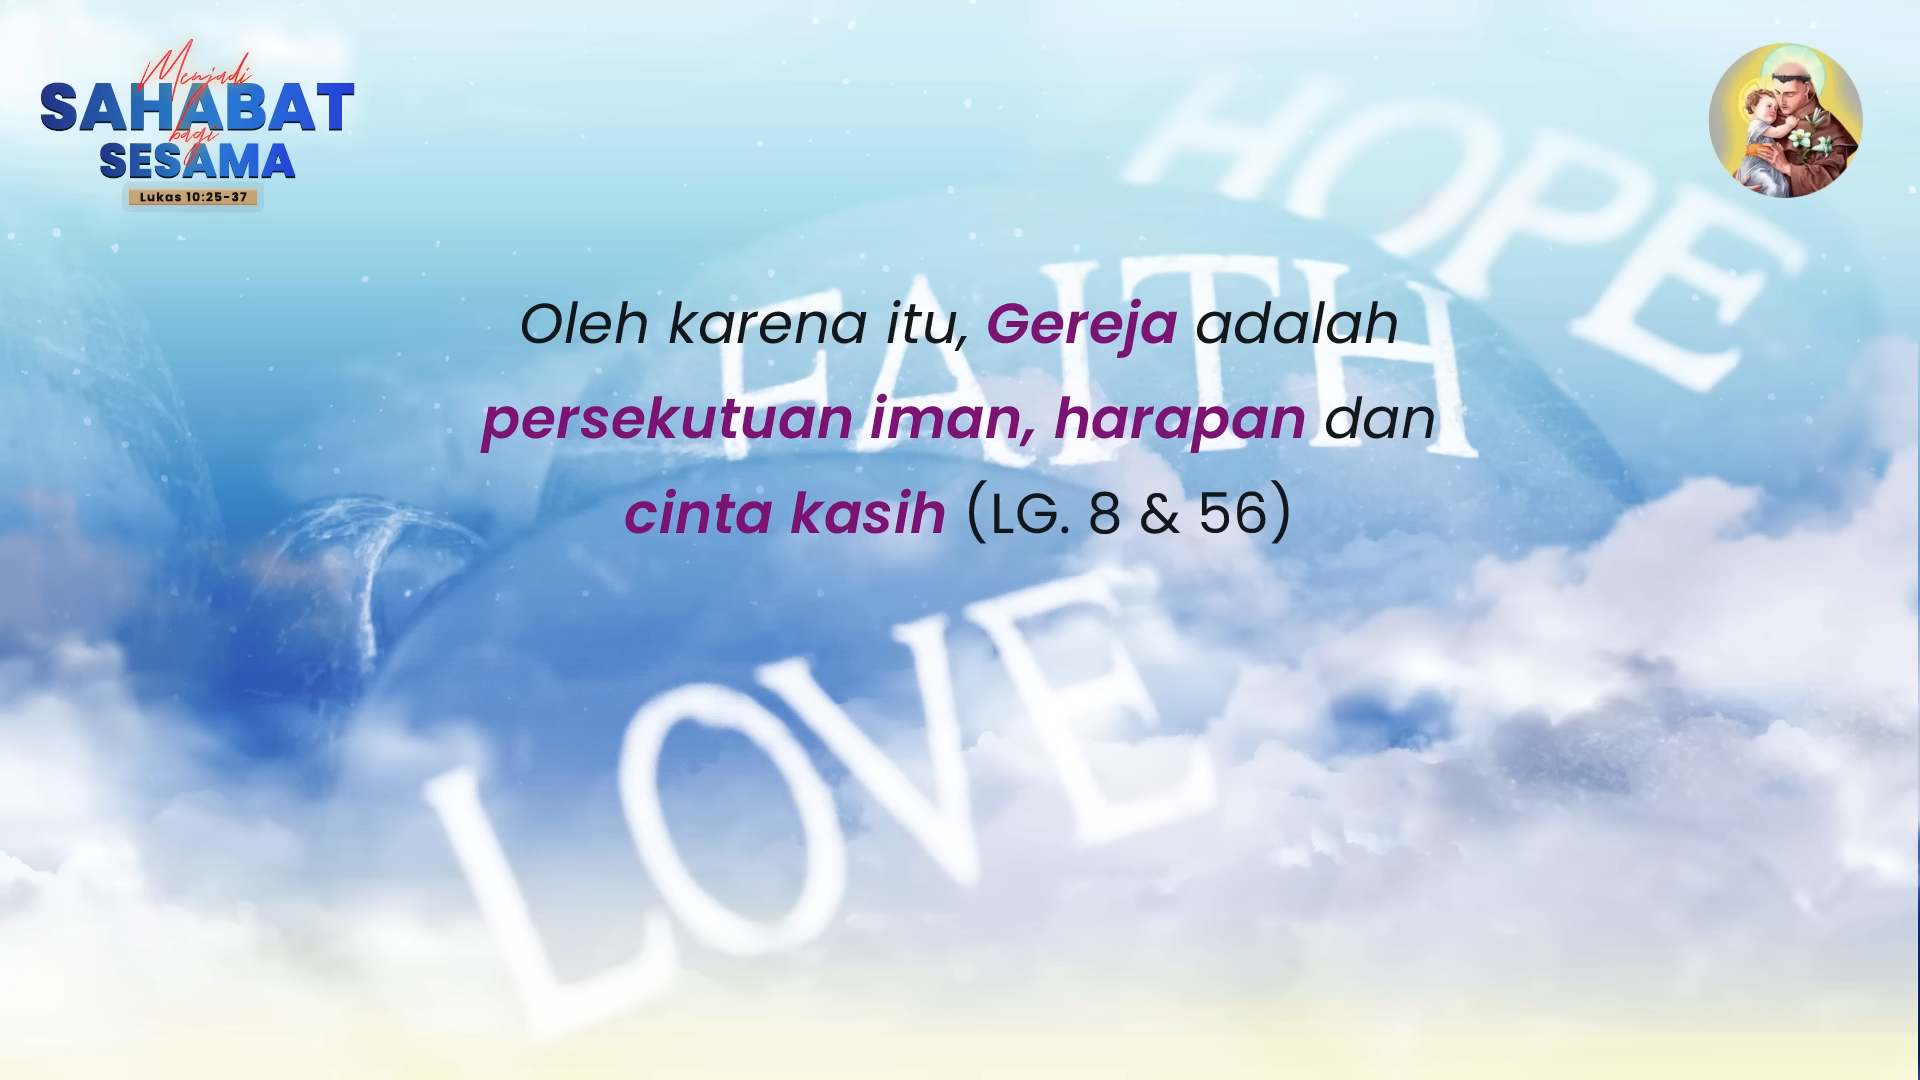 Menjadi
SAHABAT
bagi
SESAMA
Lukas 10:25-37
HOPE
FAITH
Oleh karena itu, Gereja adalah
persekutuan iman, harapan dan
cinta kasih (LG. 8 & 56)
LOVE